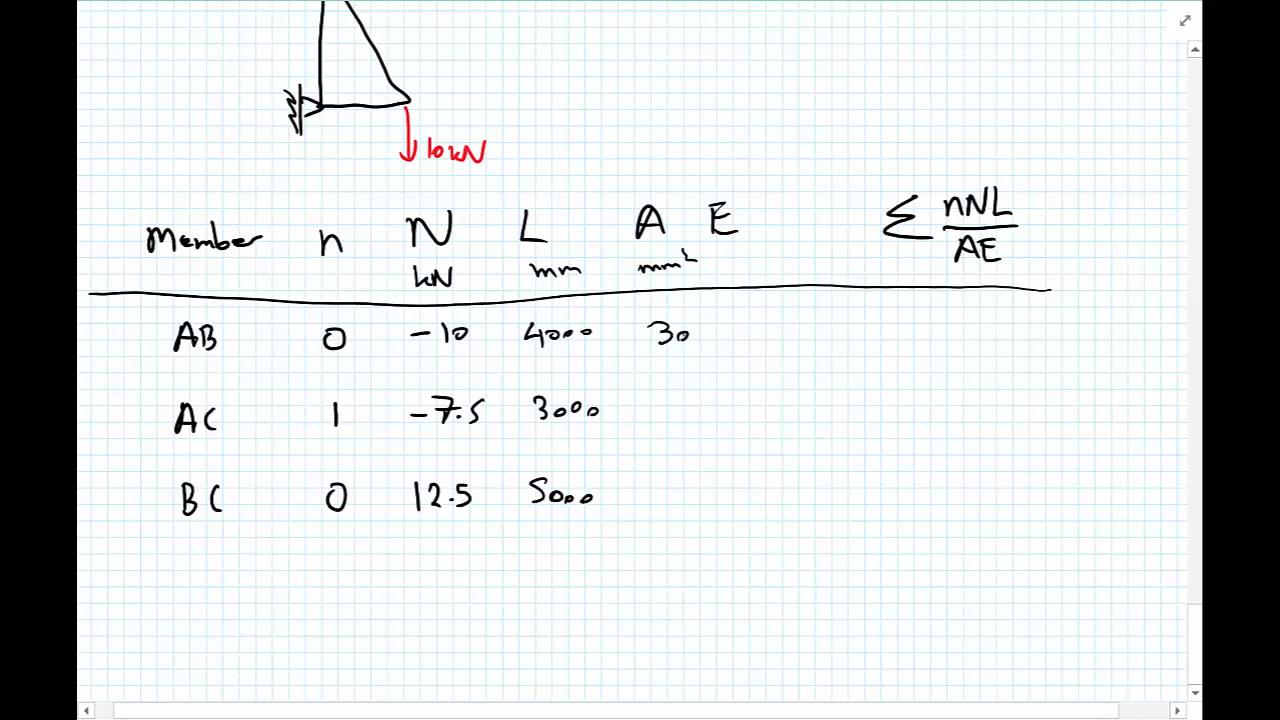 10kN
Member n N L A E Σ nNL/AE
kN mm mm²
AB 0 -10 4000 30
AC 1 -7.5 3000
BC 0 12.5 5000